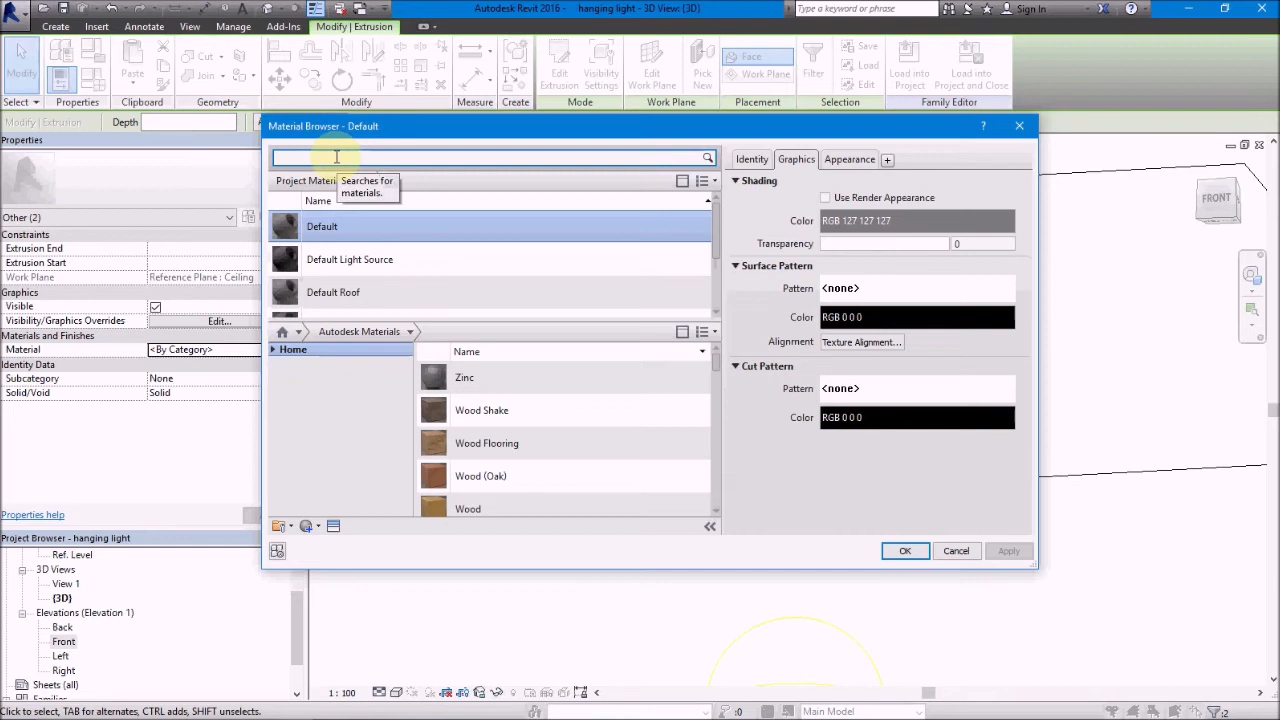 Autodesk Revit 2016 - hanging light - 3D View: {3D}
Type a keyword or phrase
Sign In
Create
Insert
Annotate
View
Manage
Add-Ins
Modify | Extrusion
Modify
Paste
Cut
Join
Edit Extrusion
Visibility Settings
Edit Work Plane
Pick New
Face
Work Plane
Filter
Save
Load
Edit
Load into Project
Load into Project and Close
Select
Properties
Clipboard
Geometry
Modify
Measure
Create
Mode
Work Plane
Placement
Selection
Family Editor
Modify | Extrusion
Depth
Properties
Other (2)
Constraints
Extrusion End
Extrusion Start
Work Plane
Reference Plane : Ceiling
Graphics
Visible
Visibility/Graphics Overrides
Edit...
Materials and Finishes
Material
<By Category>
Identity Data
Subcategory
None
Solid/Void
Solid
Properties help
Project Browser - hanging light
Ref. Level
3D Views
View 1
{3D}
Elevations (Elevation 1)
Back
Front
Left
Right
Sheets (all)
Families
Material Browser - Default
?
Searches for
materials.
Project Materi
Name
Default
Default Light Source
Default Roof
Autodesk Materials
Home
Name
Zinc
Wood Shake
Wood Flooring
Wood (Oak)
Wood
Identity
Graphics
Appearance
Shading
Use Render Appearance
Color
RGB 127 127 127
Transparency
0
Surface Pattern
Pattern
<none>
Color
RGB 0 0 0
Alignment
Texture Alignment...
Cut Pattern
Pattern
<none>
Color
RGB 0 0 0
OK
Cancel
Apply
FRONT
1 : 100
Click to select, TAB for alternates, CTRL adds, SHIFT unselects.
:0
Main Model
:2